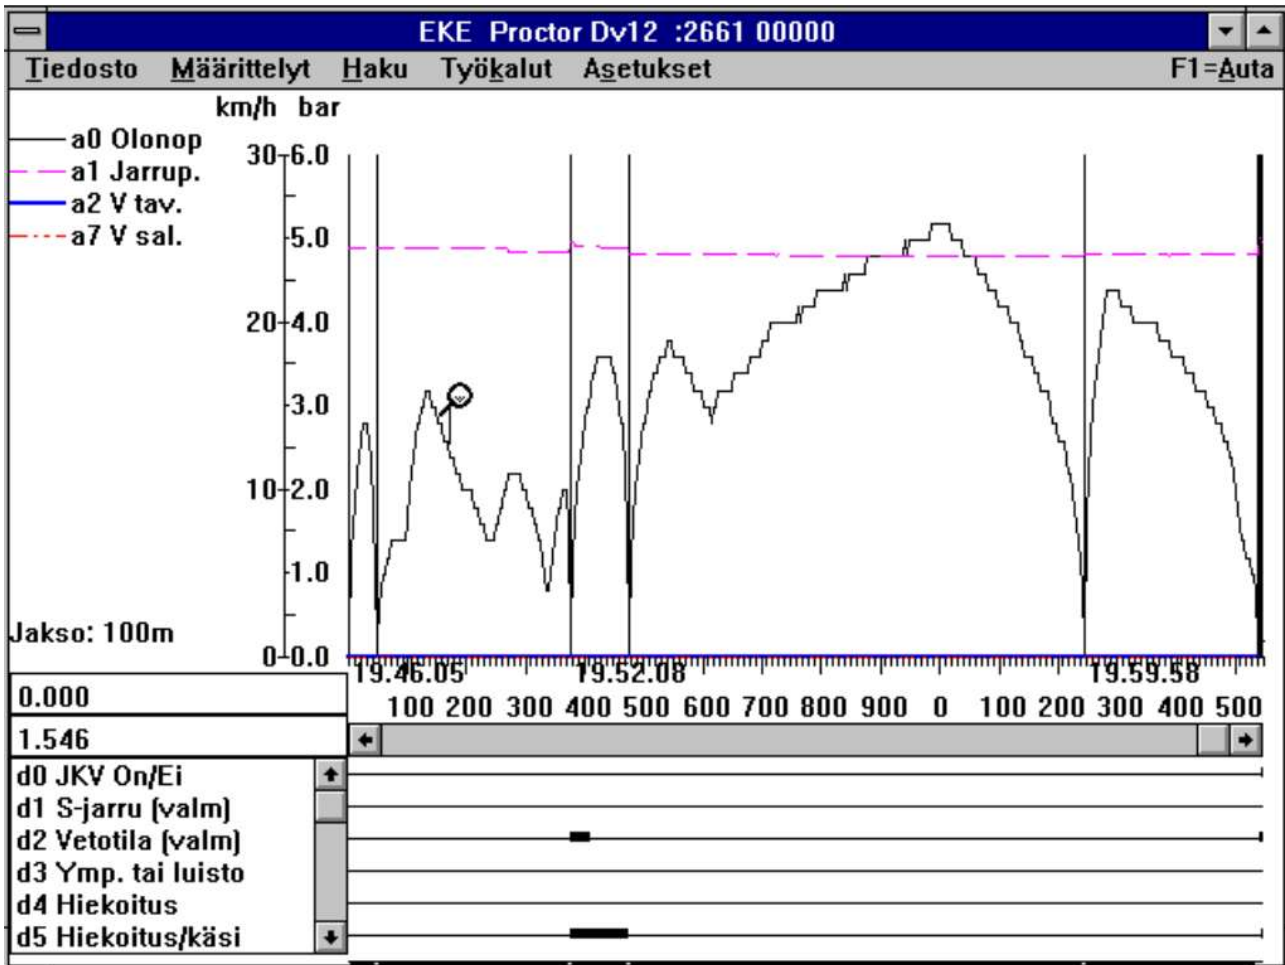 EKE Proctor Dv12 :2661 00000
Tiedosto Määrittelyt Haku Työkalut Asetukset F1=Auta
km/h bar
a0 Olonop
a1 Jarrup.
a2 V tav.
a7 V sal.
30 6.0
5.0
20 4.0
3.0
10 2.0
1.0
0 0.0
Jakso: 100m
19.46.05 19.52.08 19.59.58
0.000
100 200 300 400 500 600 700 800 900 0 100 200 300 400 500
1.546
d0 JKV On/Ei
d1 S-jarru (valm)
d2 Vetotila (valm)
d3 Ymp. tai luisto
d4 Hiekoitus
d5 Hiekoitus/käsi